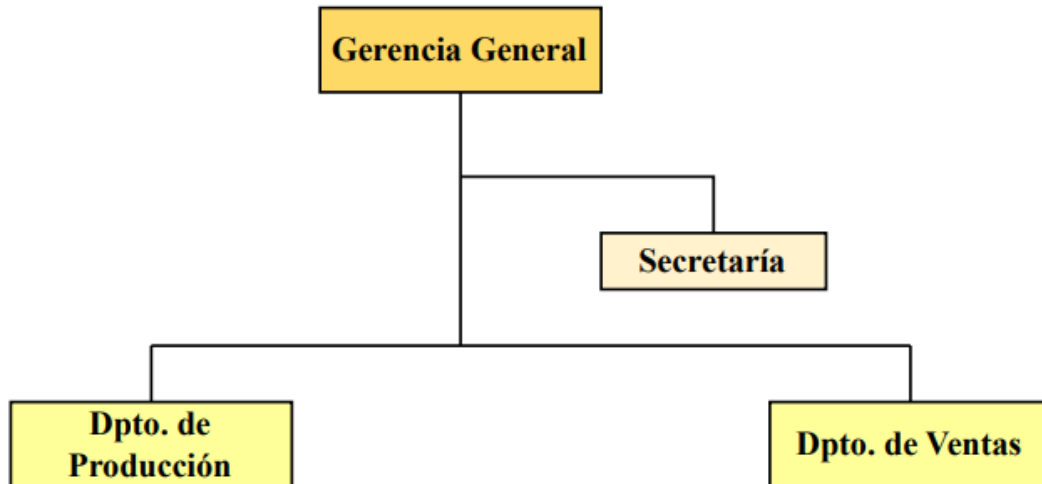 Gerencia General
Secretaría
Dpto. de
Producción
Dpto. de Ventas